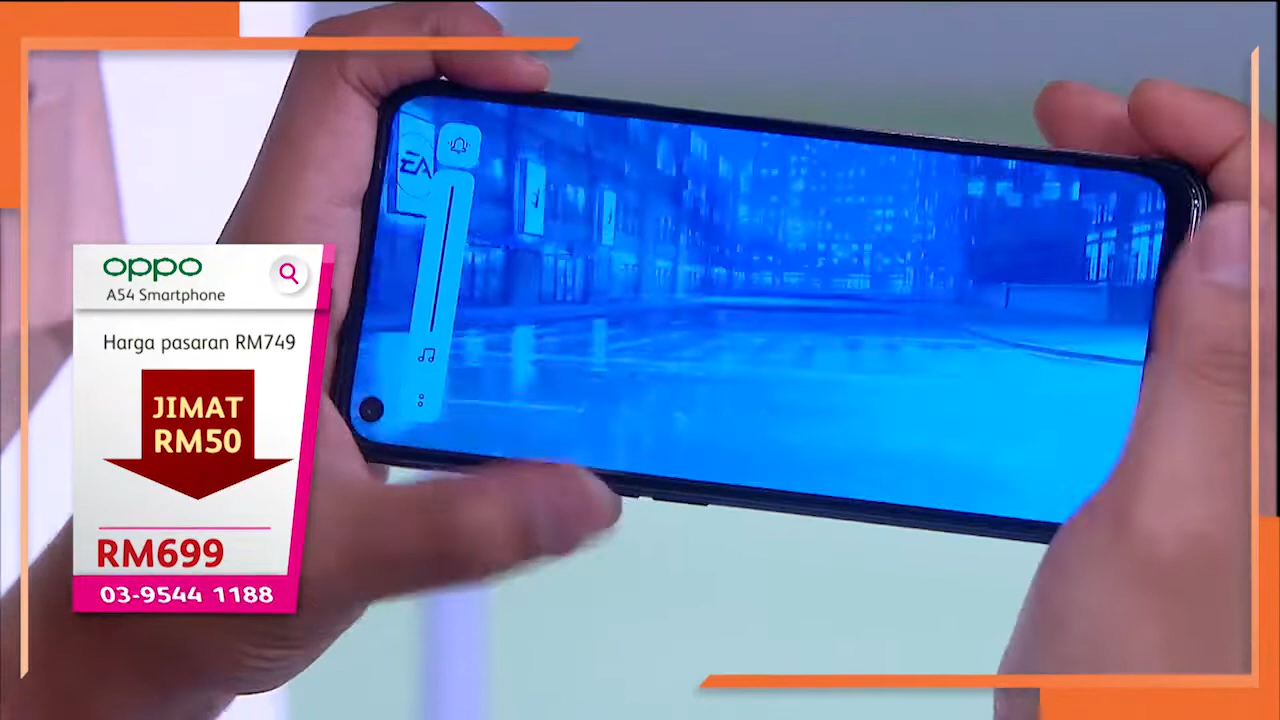 EA
oppo
A54 Smartphone
Harga pasaran RM749
JIMAT
RM50
RM699
03-9544 1188